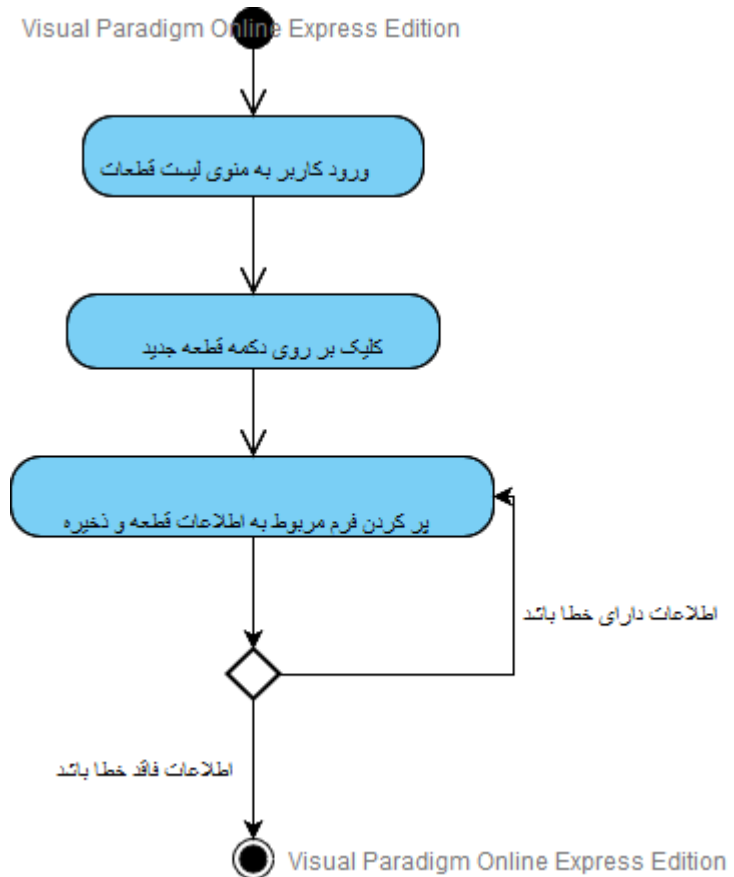 Visual Paradigm Online Express Edition
ورود کاربر به منوی لیست قطعات
کلیک بر روی دکمه قطعه جدید
پر کردن فرم مربوط به اطلاعات قطعه و ذخیره
اطلاعات دارای خطا باشد
اطلاعات فاقد خطا باشد
Visual Paradigm Online Express Edition